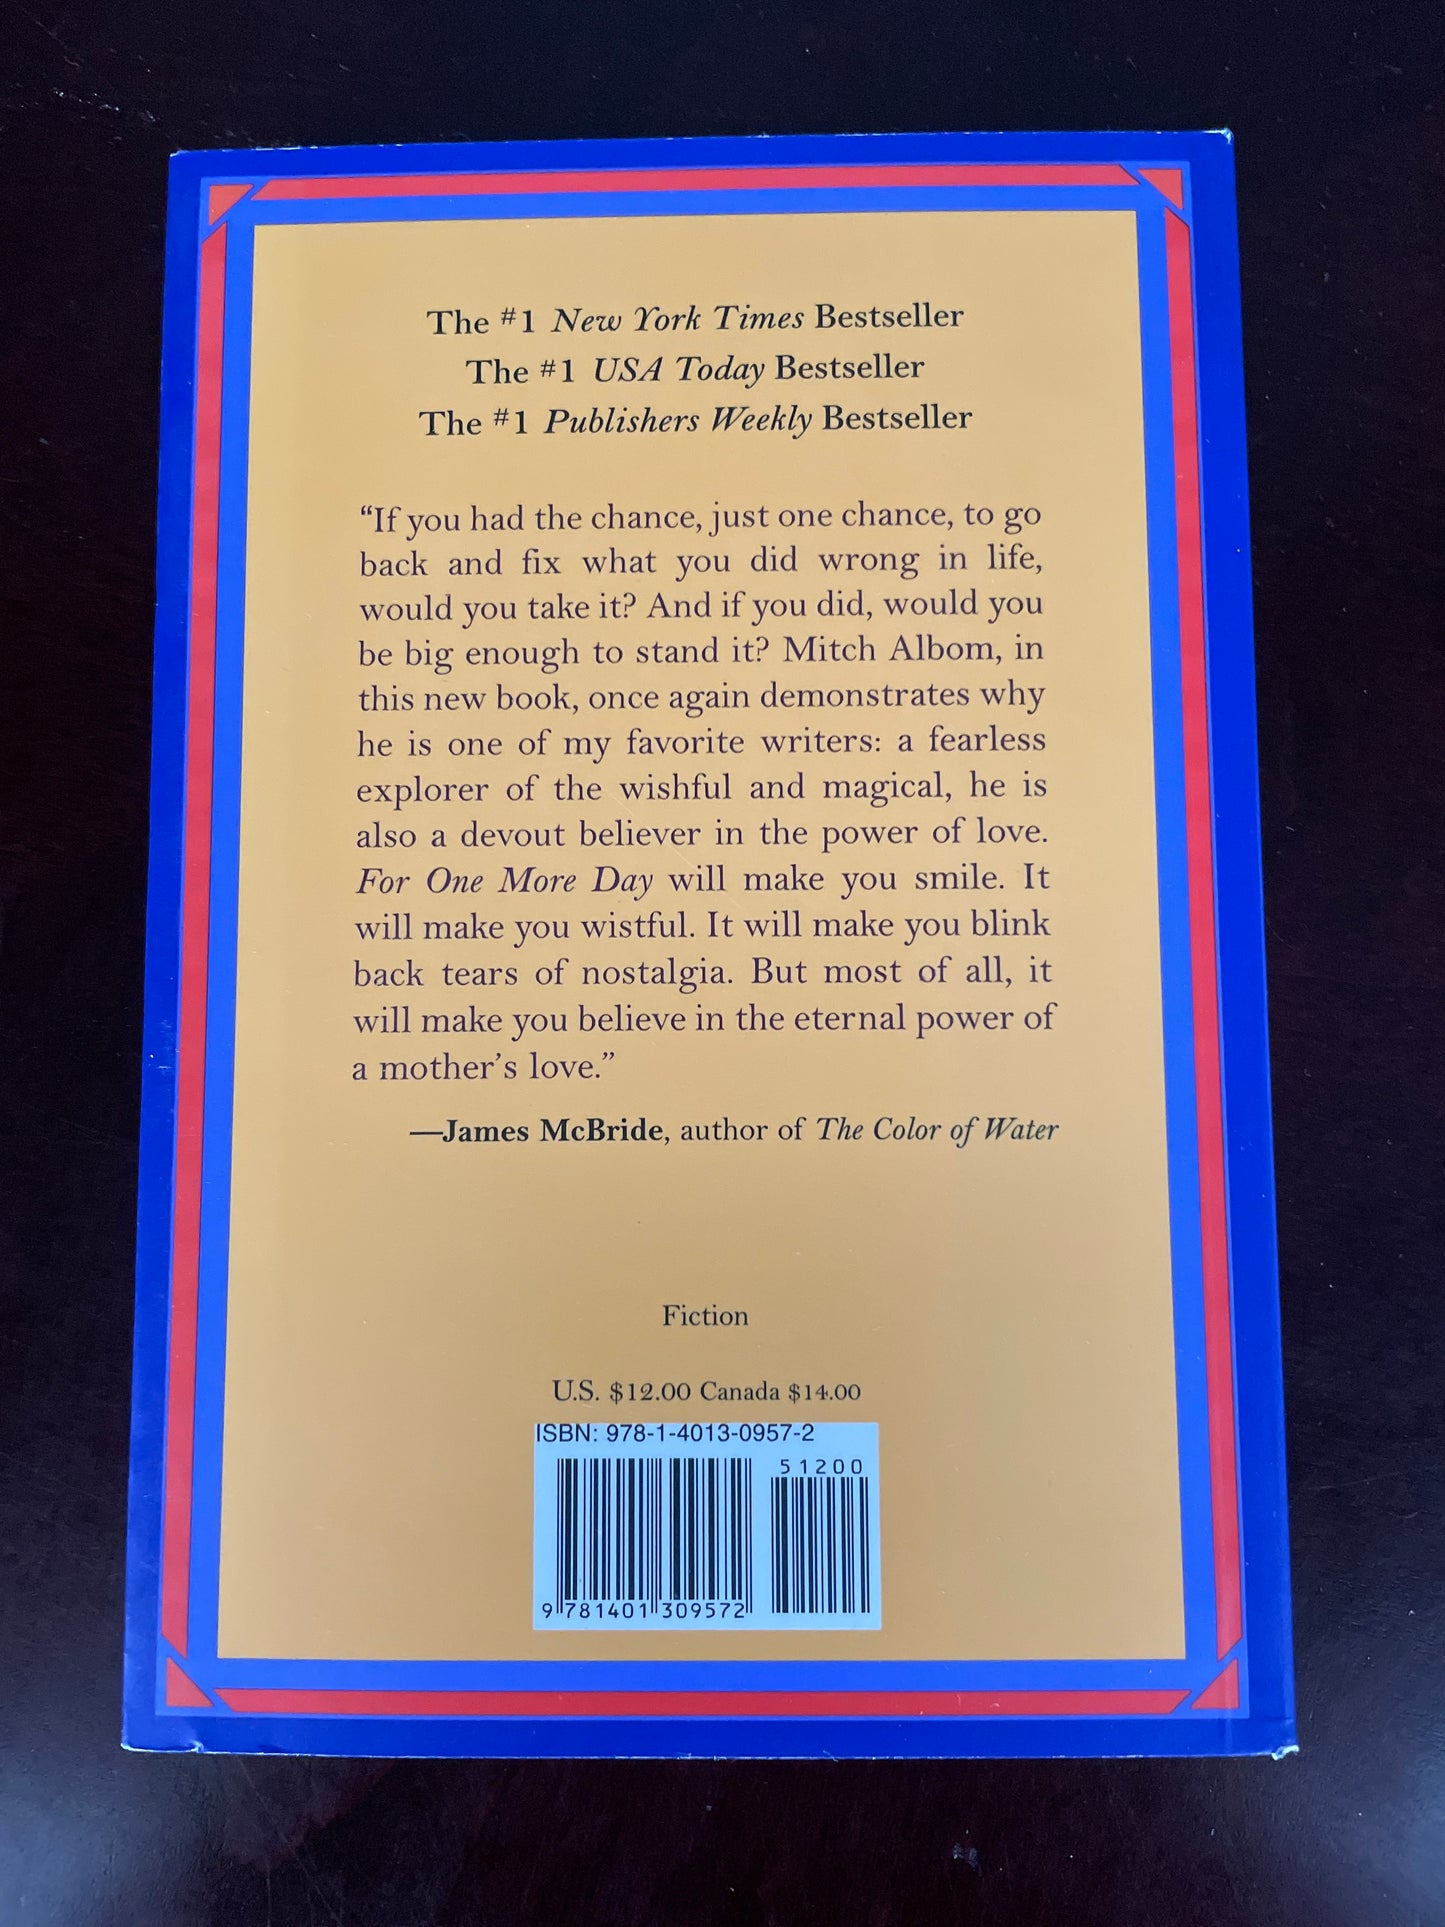 The #1 New York Times Bestseller
The #1 USA Today Bestseller
The #1 Publishers Weekly Bestseller
“If you had the chance, just one chance, to go
back and fix what you did wrong in life,
would you take it? And if you did, would you
be big enough to stand it? Mitch Albom, in
this new book, once again demonstrates why
he is one of my favorite writers: a fearless
explorer of the wishful and magical, he is
also a devout believer in the power of love.
For One More Day will make you smile. It
will make you wistful. It will make you blink
back tears of nostalgia. But most of all, it
will make you believe in the eternal power of
a mother’s love.”
—James McBride, author of The Color of Water
Fiction
U.S. $12.00 Canada $14.00
ISBN: 978-1-4013-0957-2
51200
9 781401 309572